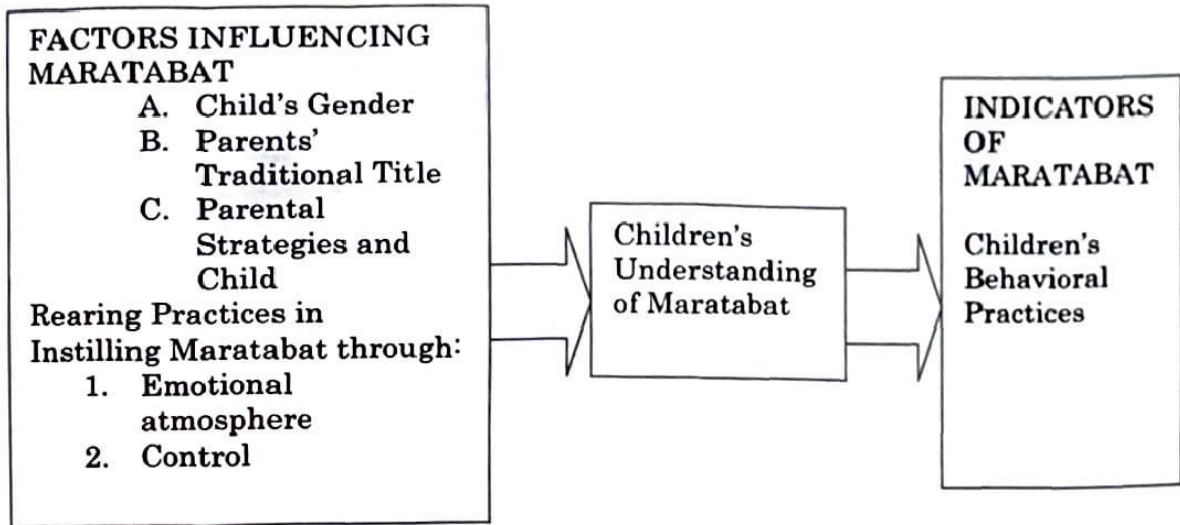 FACTORS INFLUENCING
MARATABAT
A. Child's Gender
B. Parents'
Traditional Title
C. Parental
Strategies and
Child
Rearing Practices in
Instilling Maratabat through:
1. Emotional
atmosphere
2. Control
Children's
Understanding
of Maratabat
INDICATORS
OF
MARATABAT
Children's
Behavioral
Practices